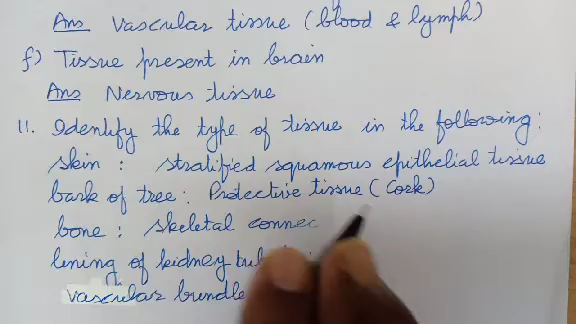 Ans Vascular tissue (blood & lymph)
f) Tissue present in brain
Ans Nervous tissue
11. Identify the type of tissue in the following:
skin: stratified squamous epithelial tissue
bark of tree: Protective tissue (Cork)
bone: skeletal connec
lining of kidney
vascular bundle